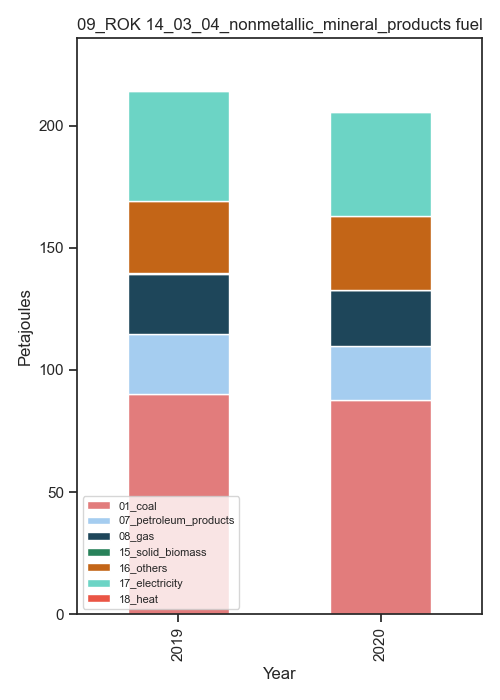 09_ROK 14_03_04_nonmetallic_mineral_products fuel
Petajoules
200
150
100
50
0
01_coal
07_petroleum_products
08_gas
15_solid_biomass
16_others
17_electricity
18_heat
2019
2020
Year